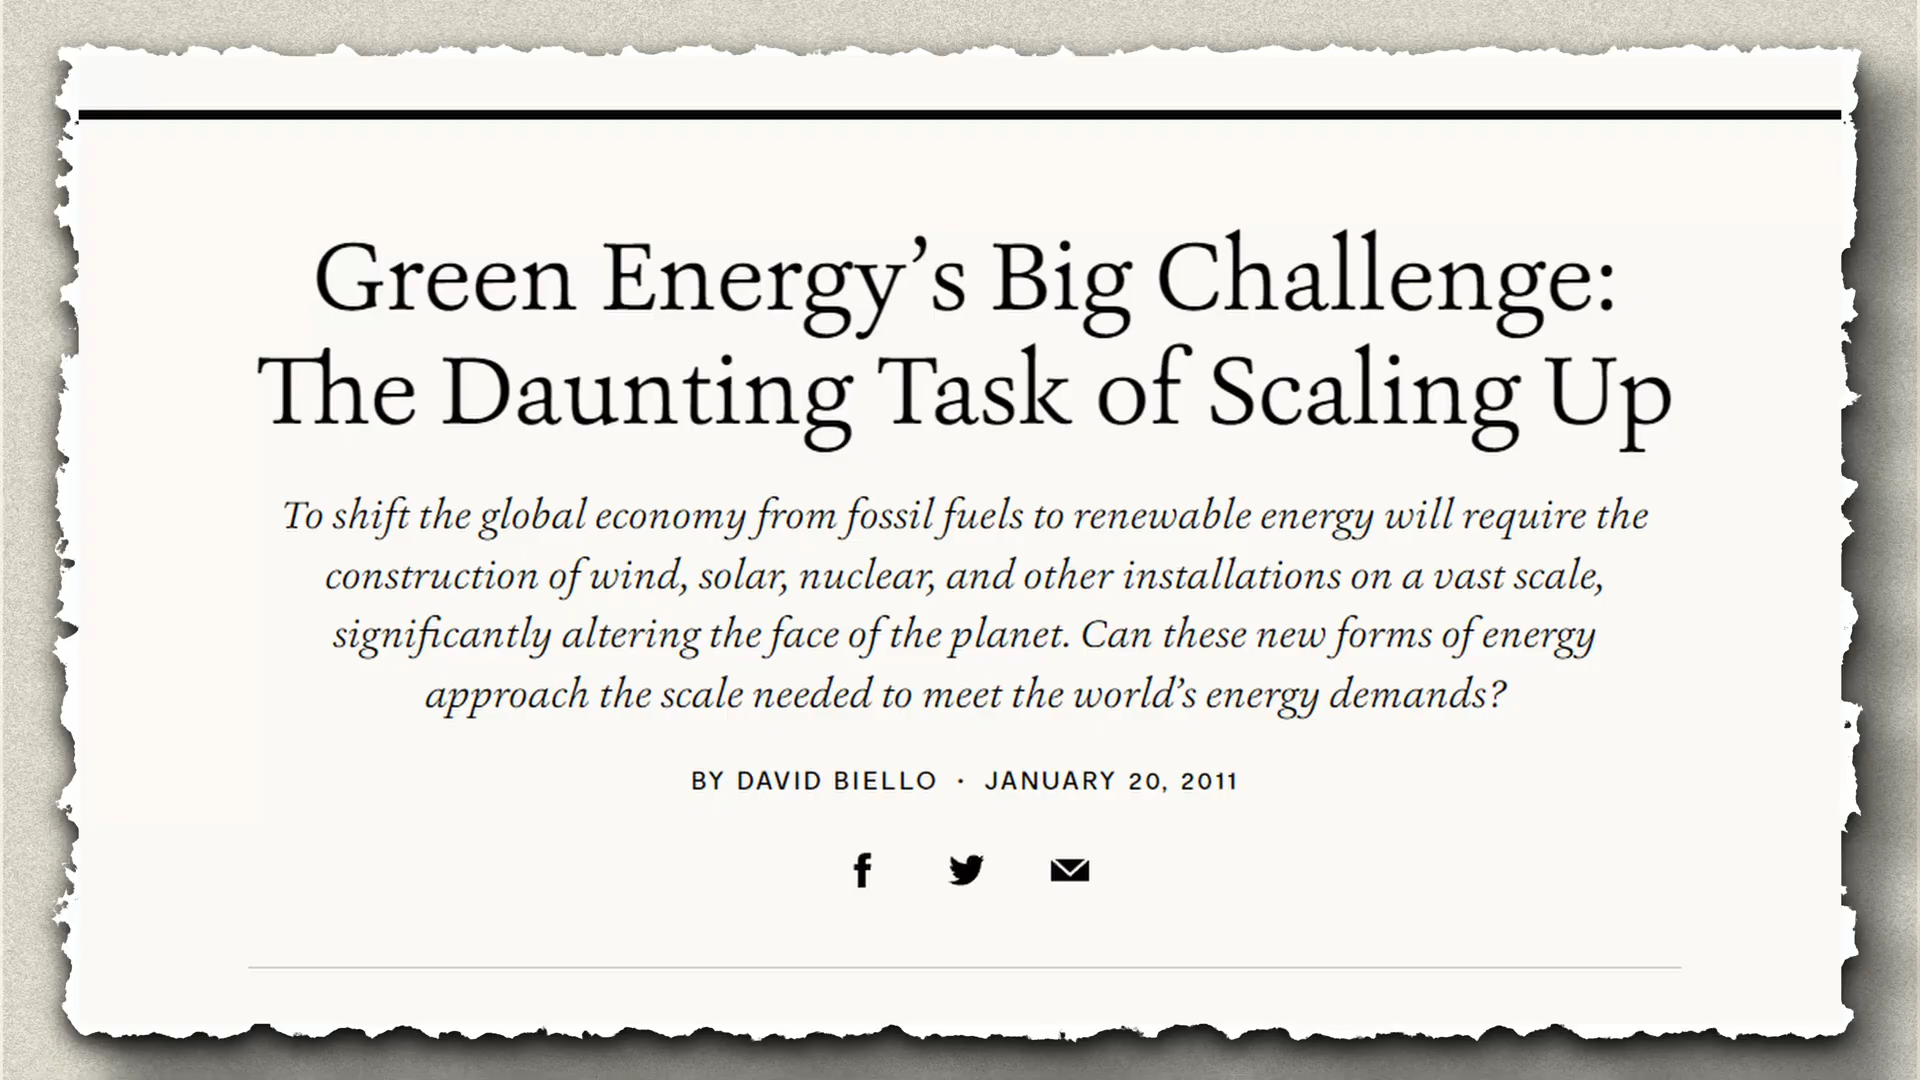 Green Energy’s Big Challenge:
The Daunting Task of Scaling Up
To shift the global economy from fossil fuels to renewable energy will require the
construction of wind, solar, nuclear, and other installations on a vast scale,
significantly altering the face of the planet. Can these new forms of energy
approach the scale needed to meet the world’s energy demands?
BY DAVID BIELLO · JANUARY 20, 2011